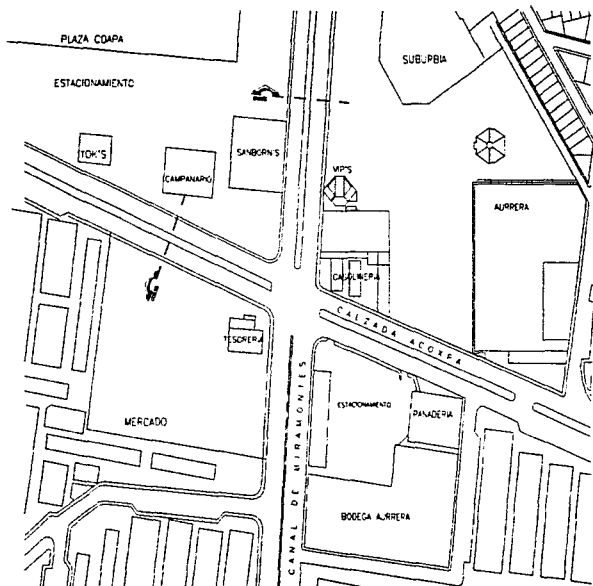 PLAZA COAPA
SUBURBIA
ESTACIONAMIENTO
TOK'S
CAMPANARIO
SANBORN'S
VIP'S
AURRERA
GASOLINERIA
CALZADA ACOXPA
TESORERIA
MERCADO
CANAL DE MIRAMONTES
ESTACIONAMIENTO
PANADERIA
BODEGA AURRERA